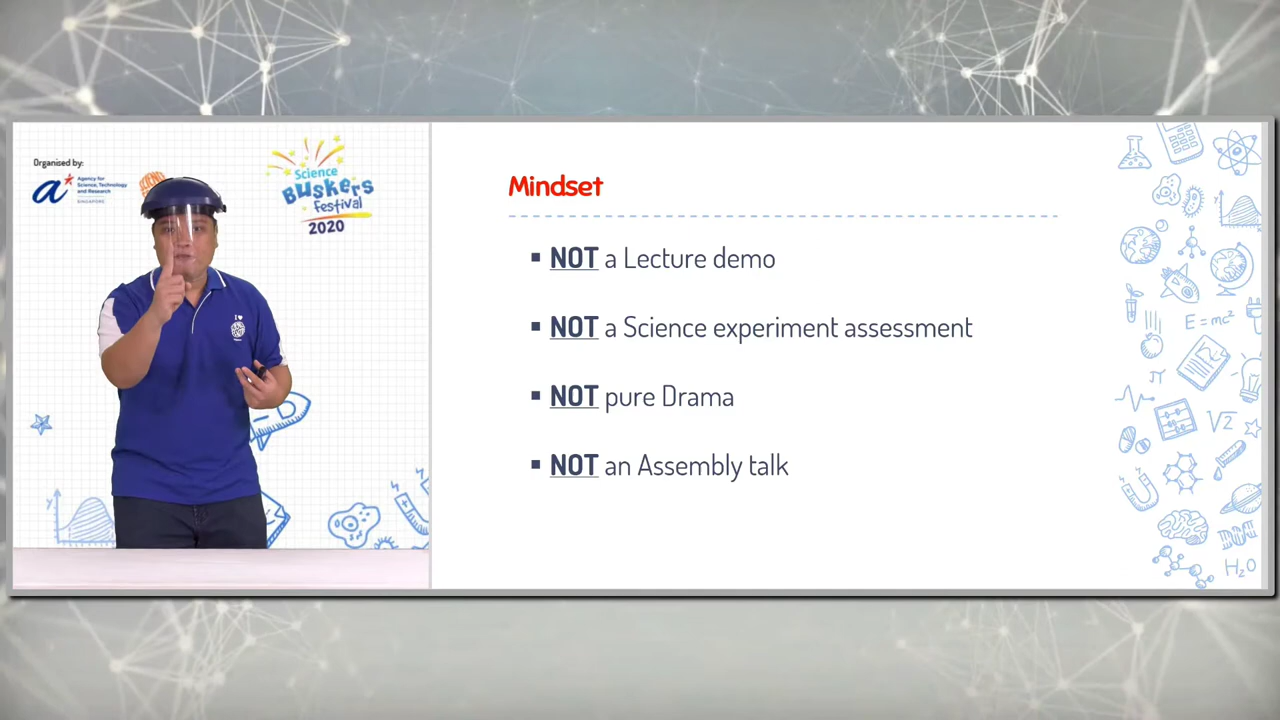 Organised by:
a*
Agency for
Science, Technology
and Research
SINGAPORE
Science
Buskers
festival
2020
I ♥
Mindset
▪ NOT a Lecture demo
▪ NOT a Science experiment assessment
▪ NOT pure Drama
▪ NOT an Assembly talk
E=mc²
π
√2
H₂O